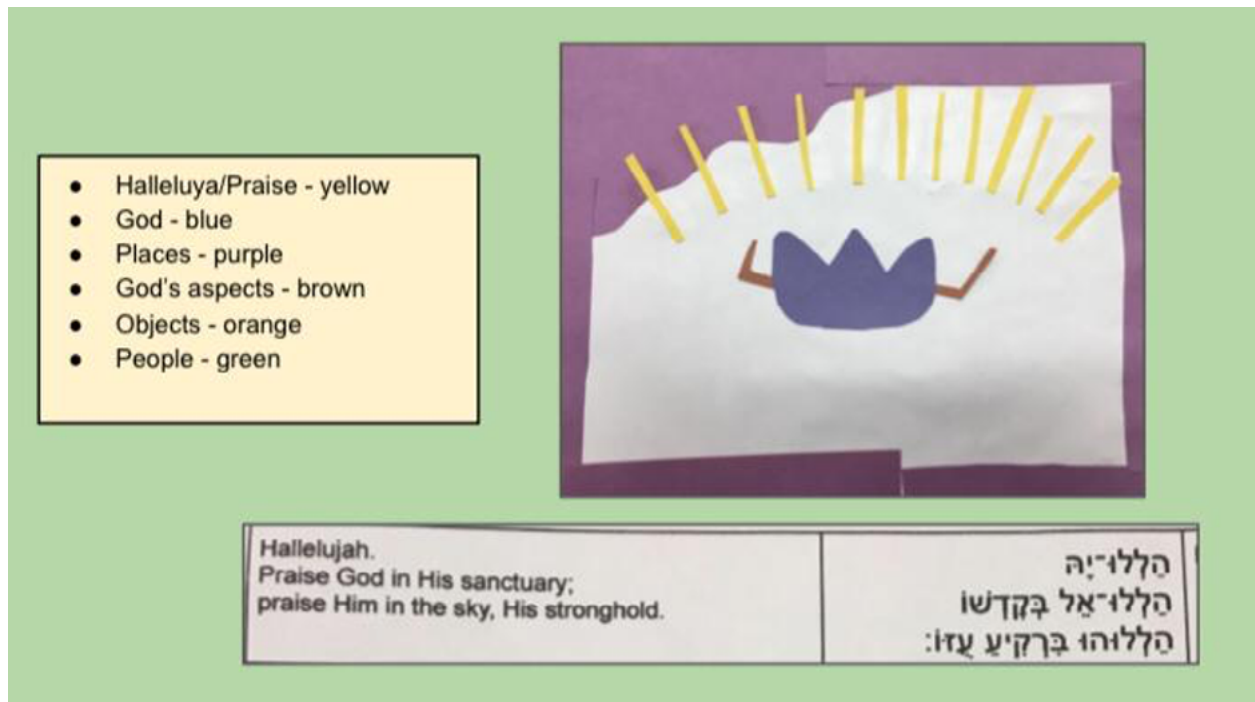 Halleluya/Praise - yellow
God - blue
Places - purple
God's aspects - brown
Objects - orange
People - green
Hallelujah.
Praise God in His sanctuary;
praise Him in the sky, His stronghold.
הַלְלוּ־יָהּ
הַלְלוּ־אֵל בְּקָדְשׁוֹ
הַלְלוּהוּ בִּרְקִיעַ עֻזּוֹ: